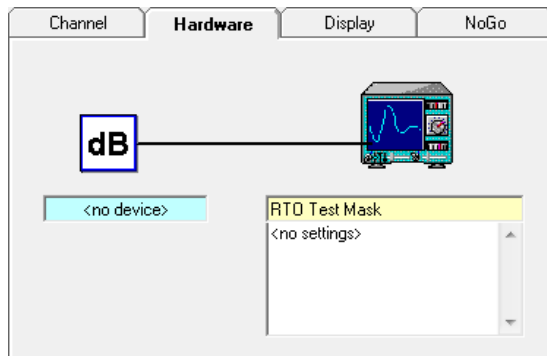 Channel Hardware Display NoGo
dB
<no device> RTO Test Mask
<no settings>